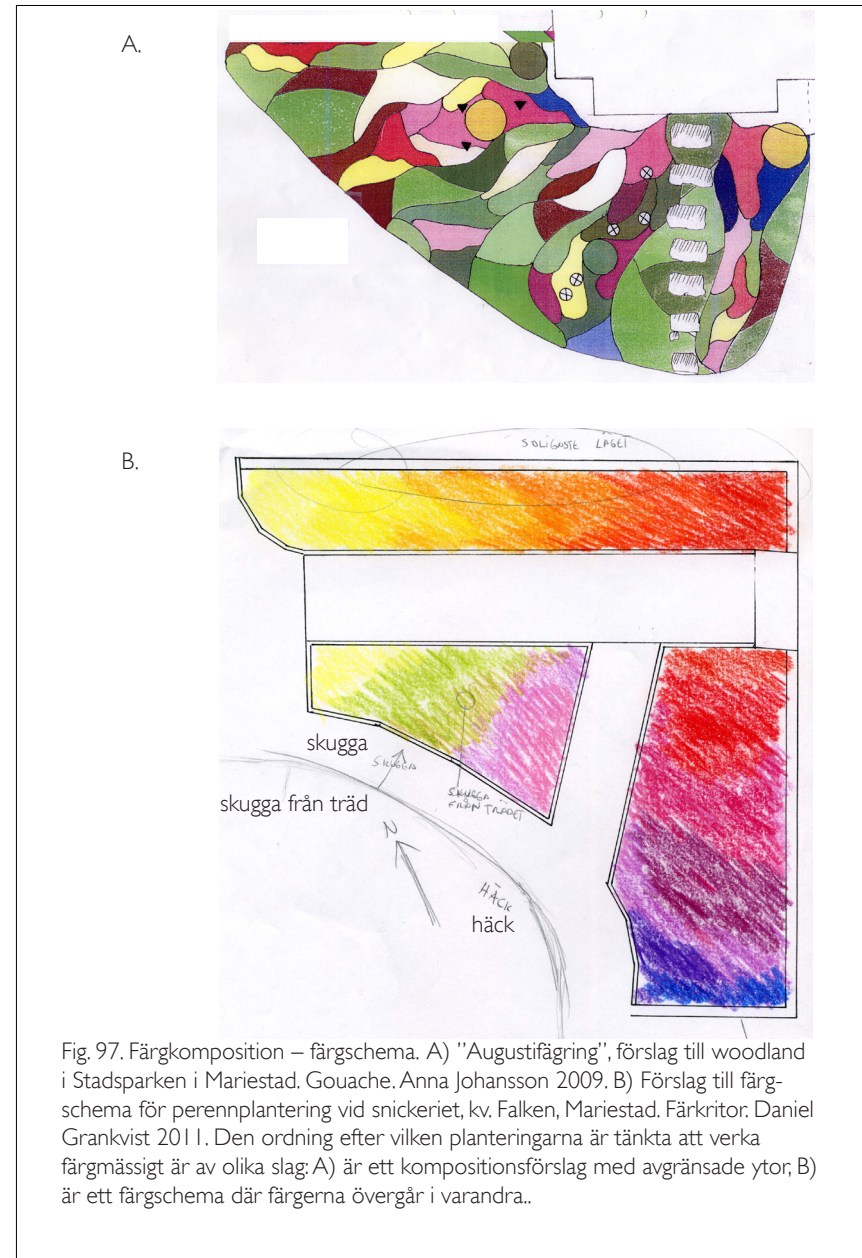 A.
B.
SOLIGASTE LÄGET
skugga
SKUGGA
SKUGGA
FRÅN TRÄDET
skugga från träd
N
HÄCK
häck
Fig. 97. Färgkomposition – färgschema. A) ”Augustifägring”, förslag till woodland
i Stadsparken i Mariestad. Gouache. Anna Johansson 2009. B) Förslag till färg-
schema för perennplantering vid snickeriet, kv. Falken, Mariestad. Färkritor. Daniel
Grankvist 2011. Den ordning efter vilken planteringarna är tänkta att verka
färgmässigt är av olika slag: A) är ett kompositionsförslag med avgränsade ytor, B)
är ett färgschema där färgerna övergår i varandra..